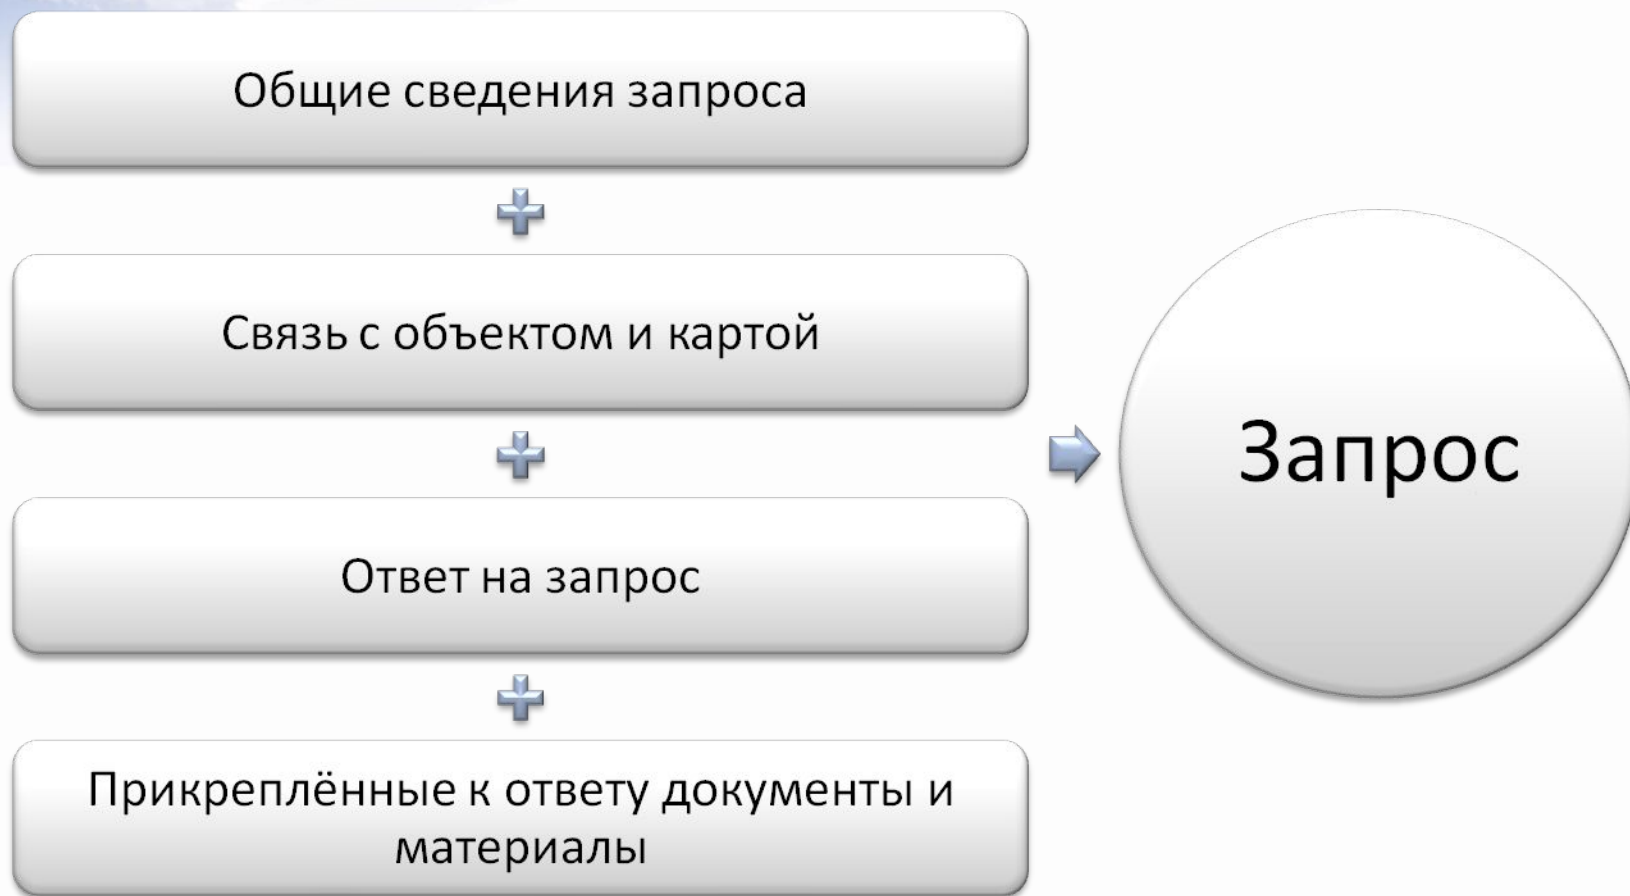 Общие сведения запроса
Связь с объектом и картой
Ответ на запрос
Прикреплённые к ответу документы и
материалы
Запрос